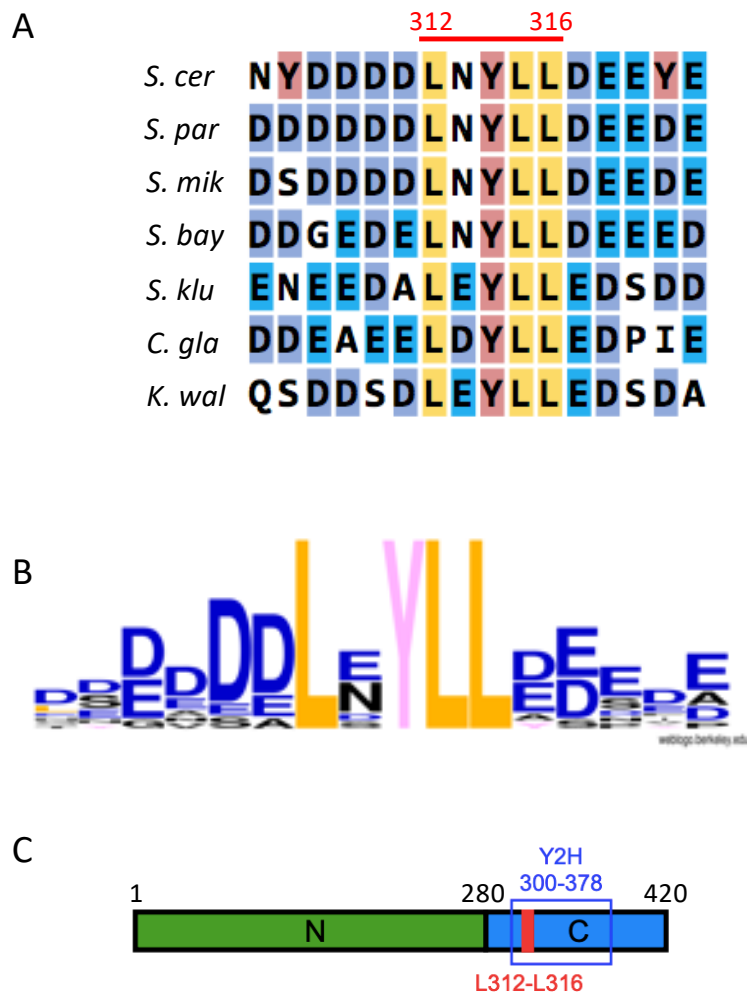 A
312 316
S. cer NYDDDDLNYLLDEEYE
S. par DDDDDDLNYLLDEEDE
S. mik DSDDDDLNYLLDEEDE
S. bay DDGEDELNYLLDEEED
S. klu ENEEDALEYLLEDSDD
C. gla DDEAEELDYLLEDPIE
K. wal QSDDSDLEYLLEDSDA
B
weblogo.berkeley.edu
C
Y2H
300-378
1 280 420
N C
L312-L316